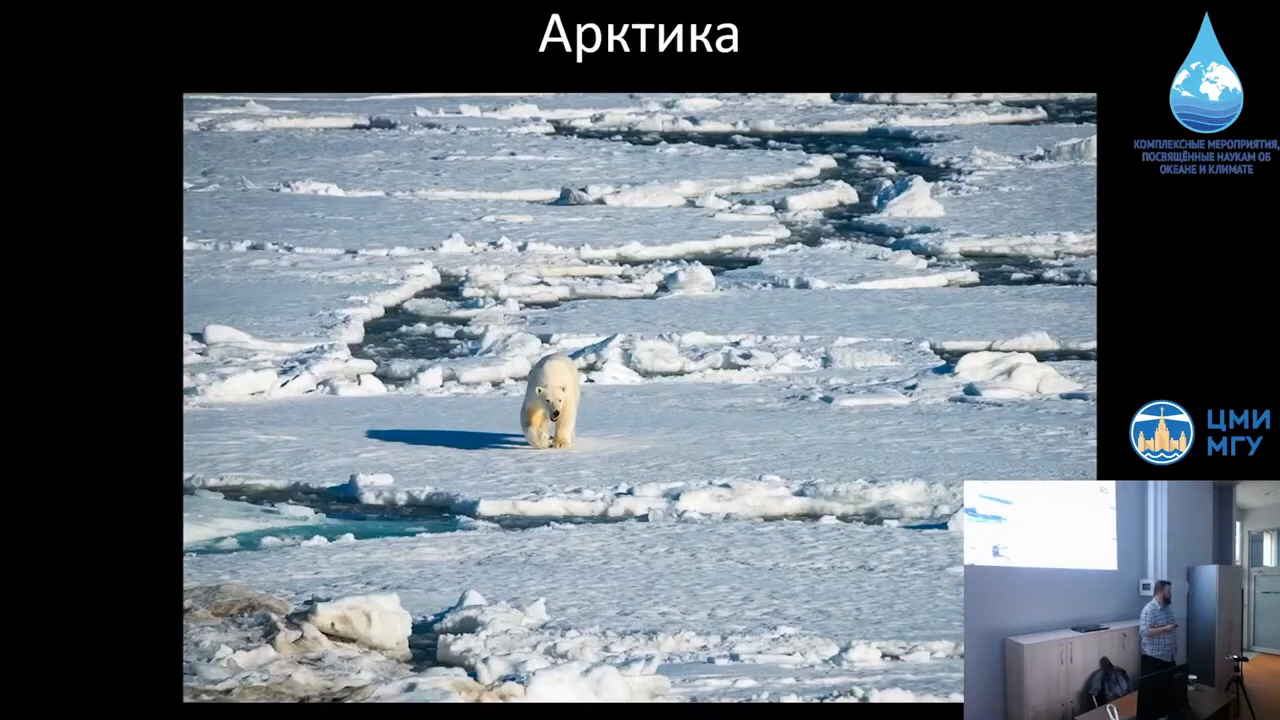 Арктика
КОМПЛЕКСНЫЕ МЕРОПРИЯТИЯ,
ПОСВЯЩЁННЫЕ НАУКАМ ОБ
ОКЕАНЕ И КЛИМАТЕ
ЦМИ
МГУ